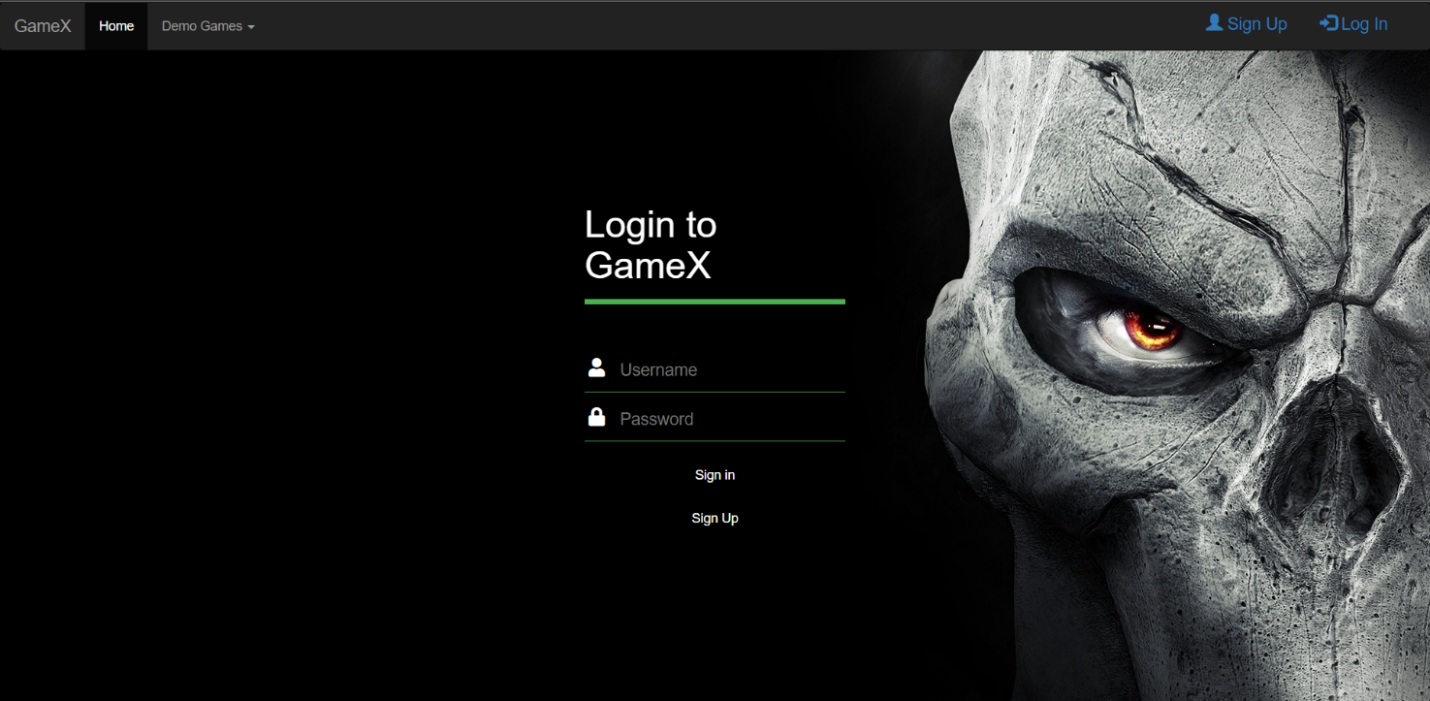 GameX Home Demo Games Sign Up Log In
Login to
GameX
Username
Password
Sign in
Sign Up